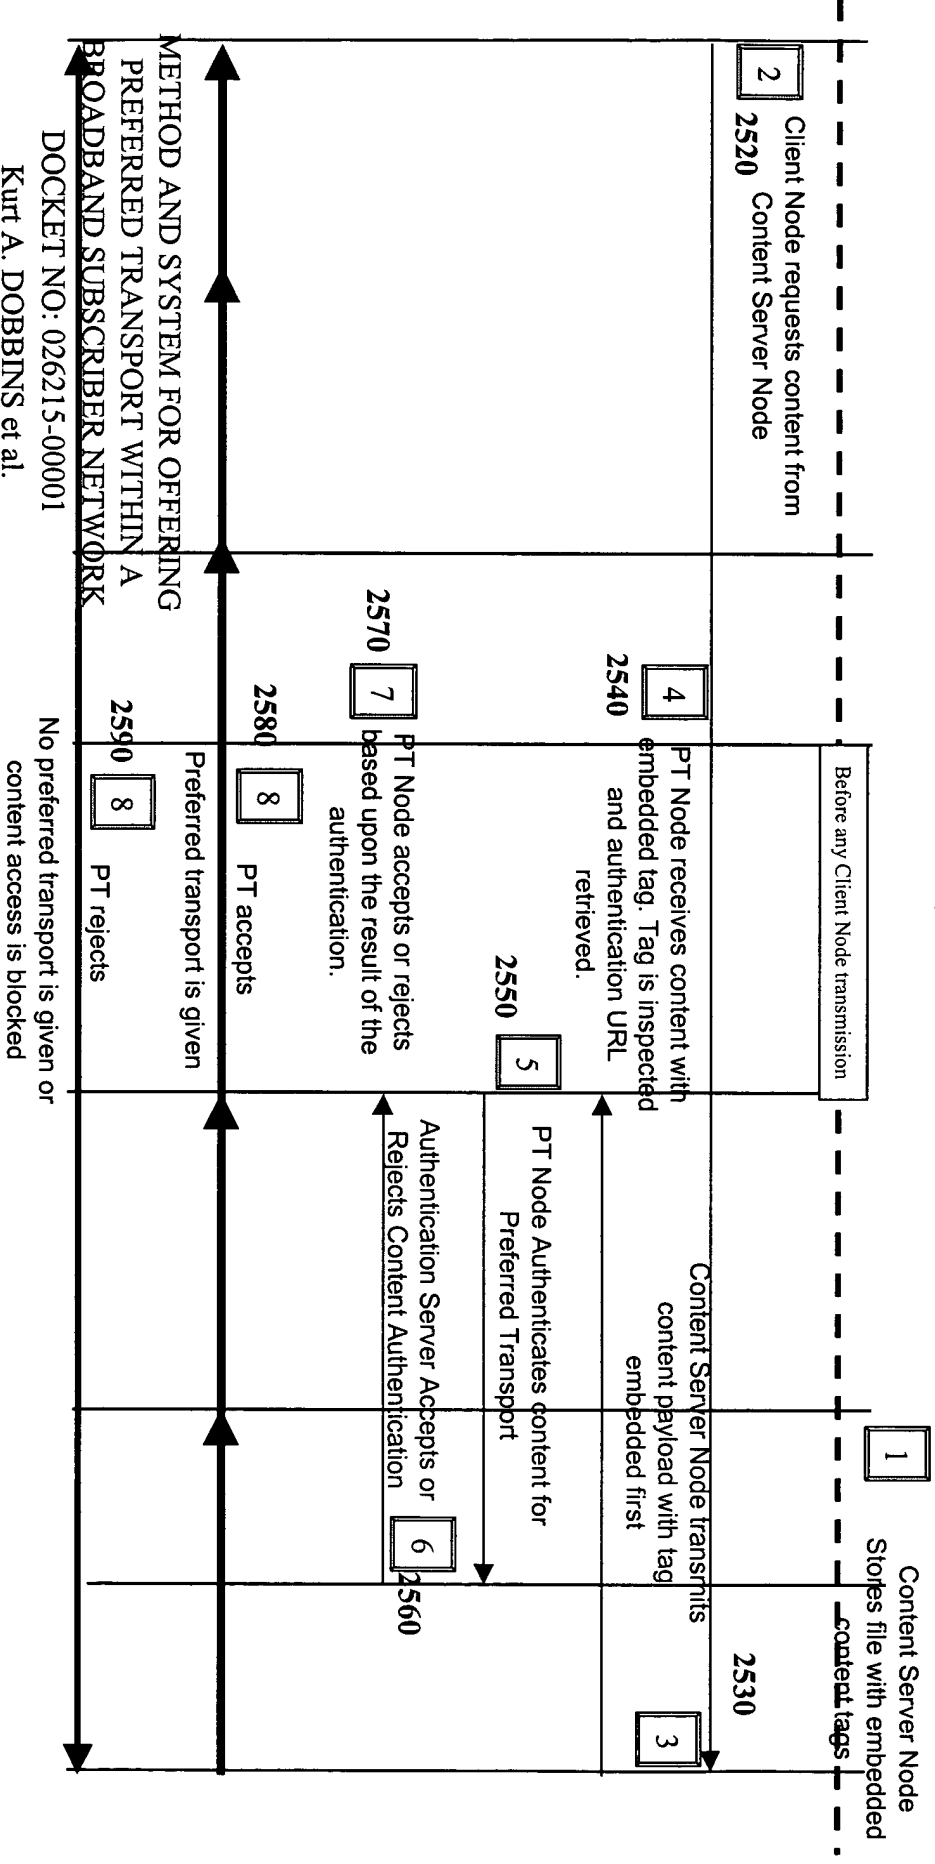 1
Content Server Node
Stores file with embedded
content tags
Before any Client Node transmission
2
Client Node requests content from
Content Server Node
2520
2530
3
Content Server Node transmits
content payload with tag
embedded first
4
2540
PT Node receives content with
embedded tag. Tag is inspected
and authentication URL
retrieved.
2550
5
PT Node Authenticates content for
Preferred Transport
Authentication Server Accepts or
Rejects Content Authentication
6
2560
2570
7
PT Node accepts or rejects
based upon the result of the
authentication.
2580
8
PT accepts
Preferred transport is given
2590
8
PT rejects
No preferred transport is given or
content access is blocked
METHOD AND SYSTEM FOR OFFERING
PREFERRED TRANSPORT WITHIN A
BROADBAND SUBSCRIBER NETWORK
DOCKET NO: 026215-00001
Kurt A. DOBBINS et al.